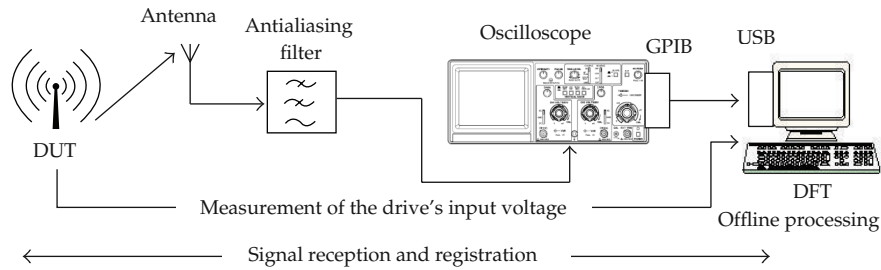 Antenna
Antialiasing
filter
Oscilloscope
GPIB
USB
DUT
DFT
Measurement of the drive's input voltage
Offline processing
Signal reception and registration